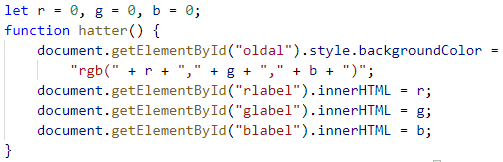 let r = 0, g = 0, b = 0;
function hatter() {
    document.getElementById("oldal").style.backgroundColor =
        "rgb(" + r + "," + g + "," + b + ")";
    document.getElementById("rlabel").innerHTML = r;
    document.getElementById("glabel").innerHTML = g;
    document.getElementById("blabel").innerHTML = b;
}